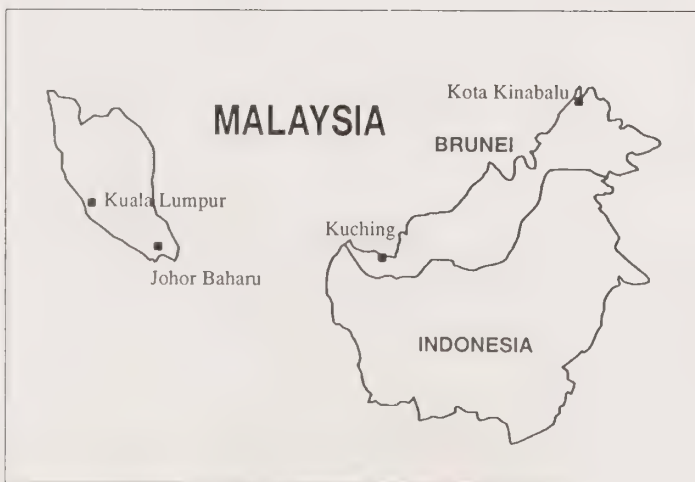 Kota Kinabalu
MALAYSIA
BRUNEI
Kuala Lumpur
Kuching
Johor Baharu
INDONESIA